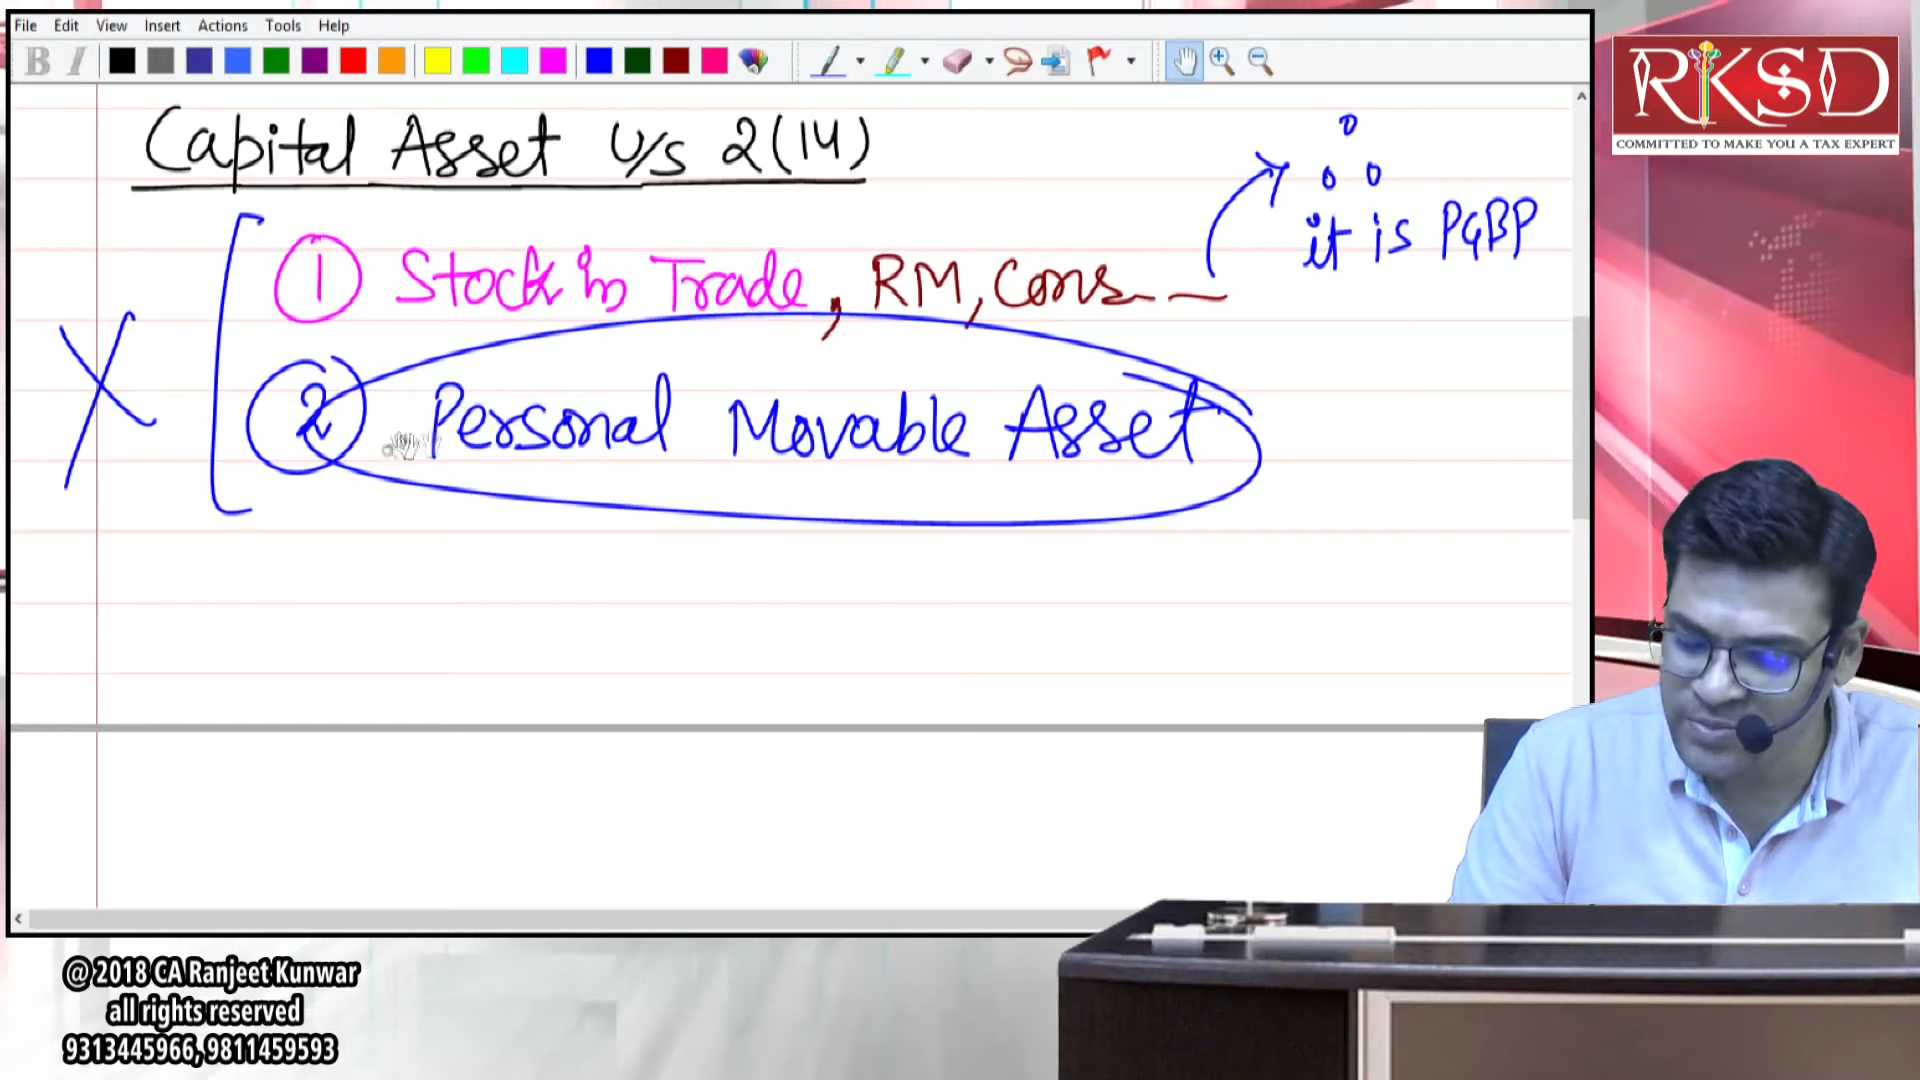 File Edit View Insert Actions Tools Help
B I
RKSD
COMMITTED TO MAKE YOU A TAX EXPERT
Capital Asset U/s 2(14)
∴ it is PGBP
① Stock in Trade, RM, Cons
X
② Personal Movable Asset
@ 2018 CA Ranjeet Kunwar
all rights reserved
9313445966, 9811459593